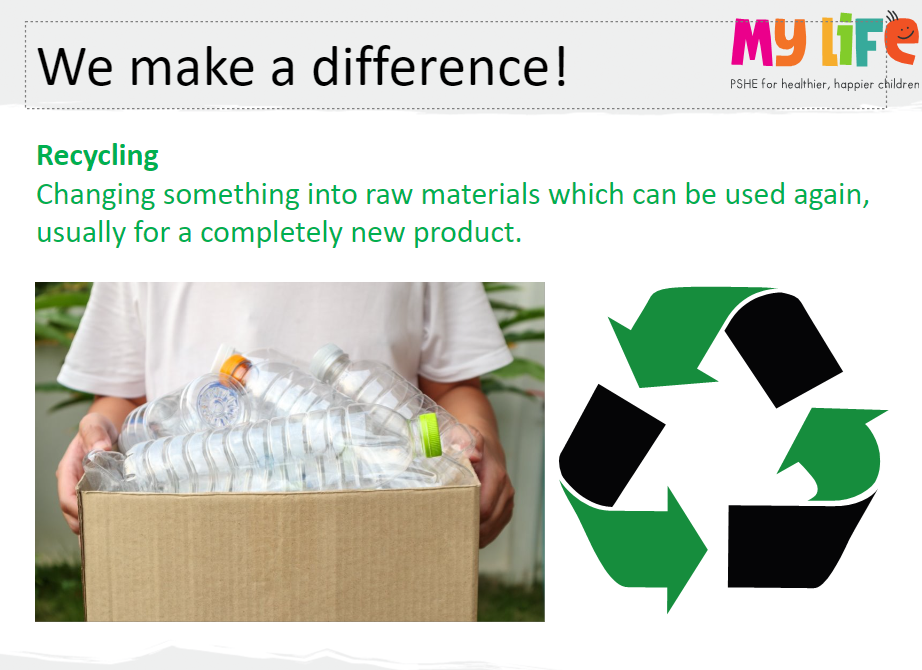 We make a difference!
MY LiFe
PSHE for healthier, happier children
Recycling
Changing something into raw materials which can be used again,
usually for a completely new product.